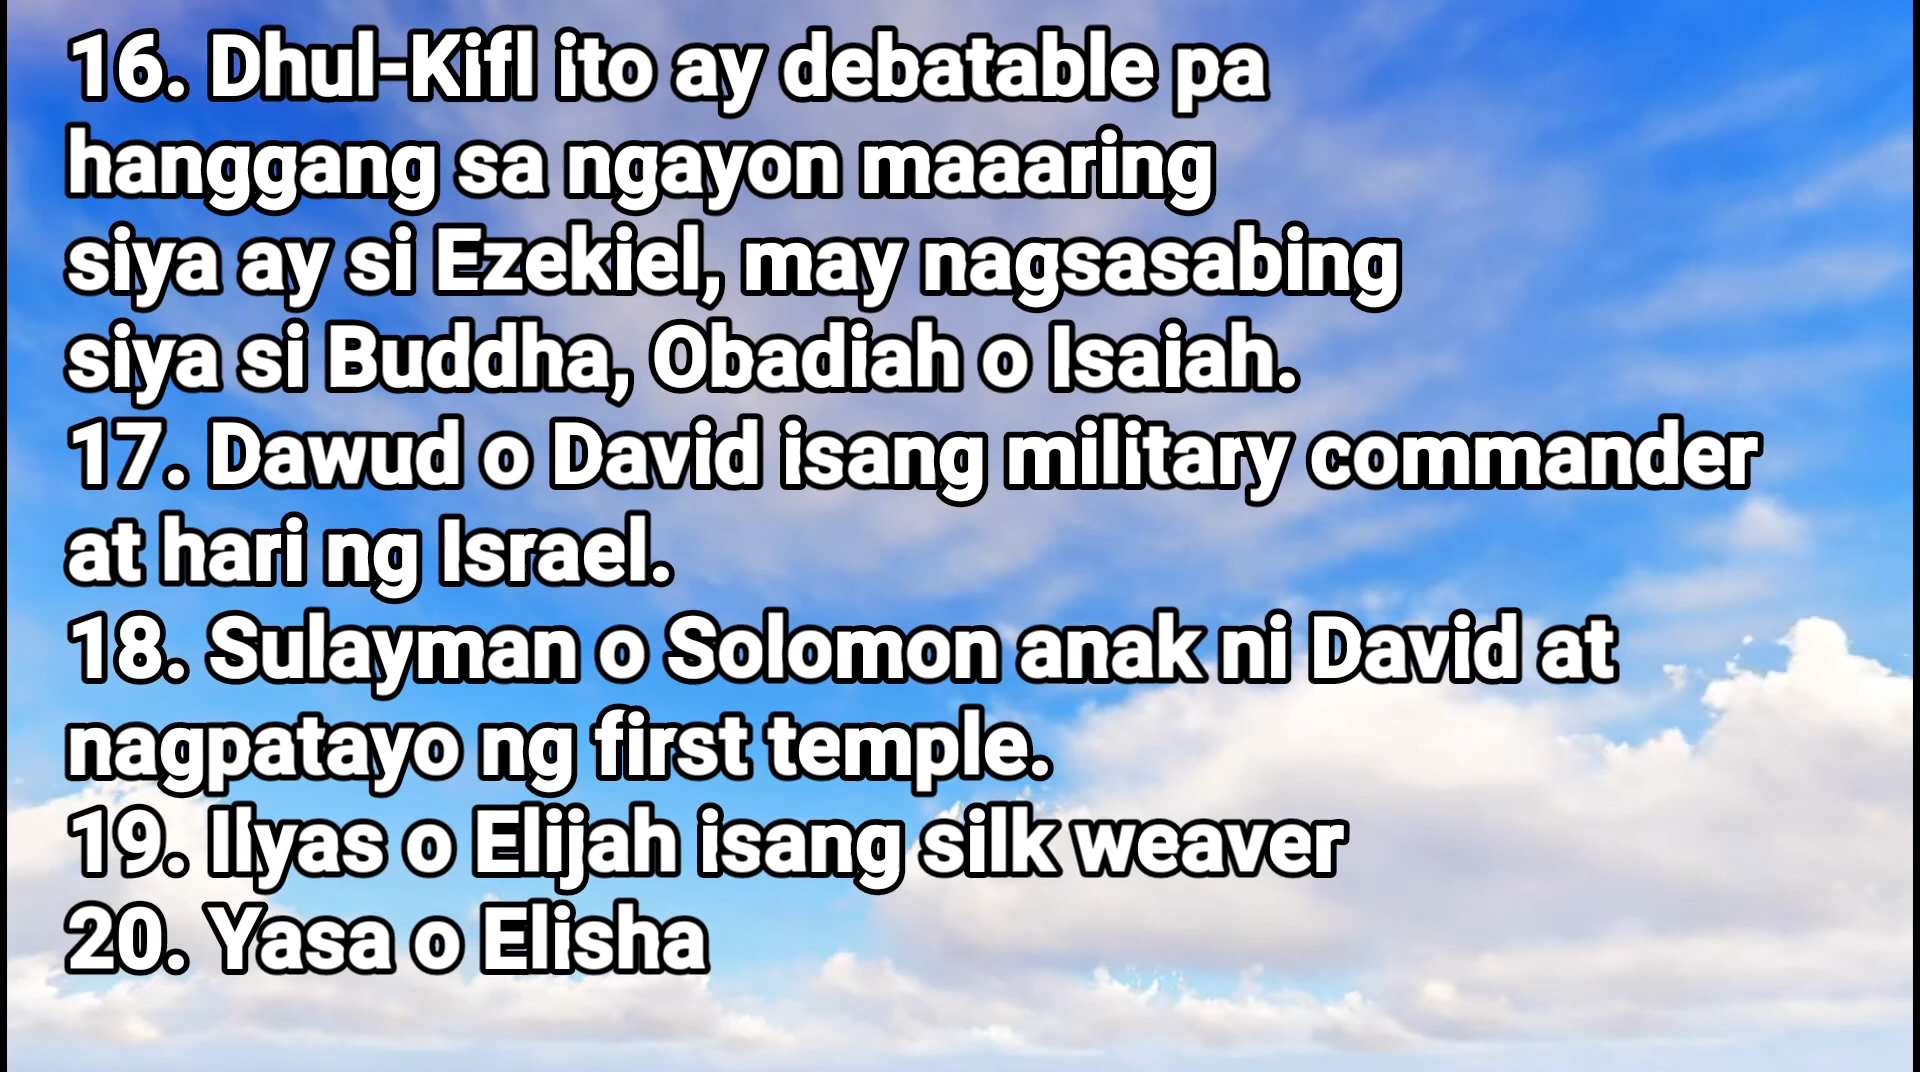 16. Dhul-Kifl ito ay debatable pa
hanggang sa ngayon maaaring
siya ay si Ezekiel, may nagsasabing
siya si Buddha, Obadiah o Isaiah.
17. Dawud o David isang military commander
at hari ng Israel.
18. Sulayman o Solomon anak ni David at
nagpatayo ng first temple.
19. Ilyas o Elijah isang silk weaver
20. Yasa o Elisha